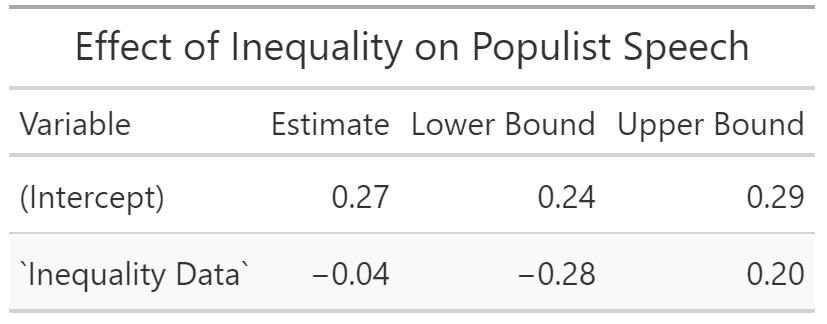 Effect of Inequality on Populist Speech
Variable Estimate Lower Bound Upper Bound
(Intercept) 0.27 0.24 0.29
`Inequality Data` −0.04 −0.28 0.20